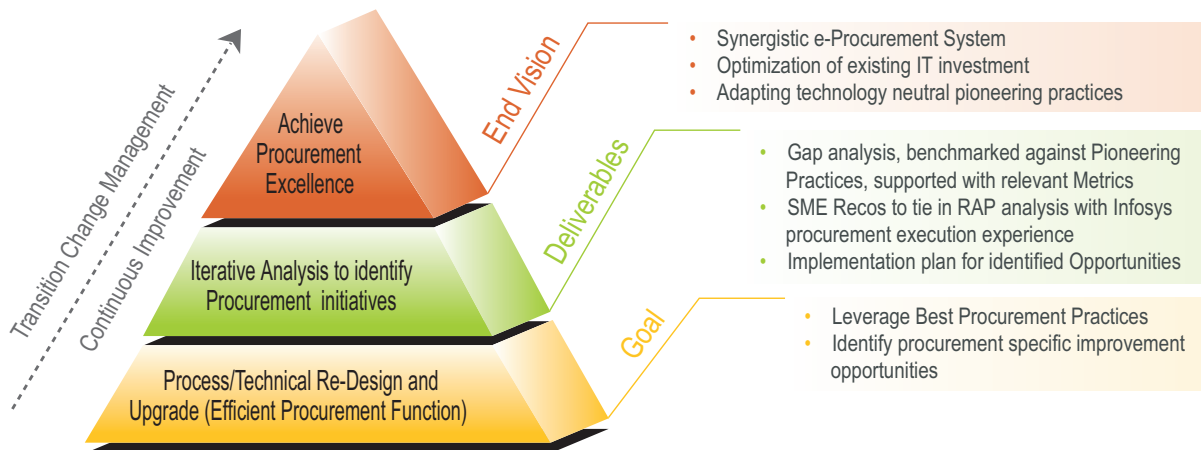 Transition Change Management
Continuous Improvement
Achieve
Procurement
Excellence
End Vision
• Synergistic e-Procurement System
• Optimization of existing IT investment
• Adapting technology neutral pioneering practices
Iterative Analysis to identify
Procurement initiatives
Deliverables
• Gap analysis, benchmarked against Pioneering
Practices, supported with relevant Metrics
• SME Recos to tie in RAP analysis with Infosys
procurement execution experience
• Implementation plan for identified Opportunities
Process/Technical Re-Design and
Upgrade (Efficient Procurement Function)
Goal
• Leverage Best Procurement Practices
• Identify procurement specific improvement
opportunities